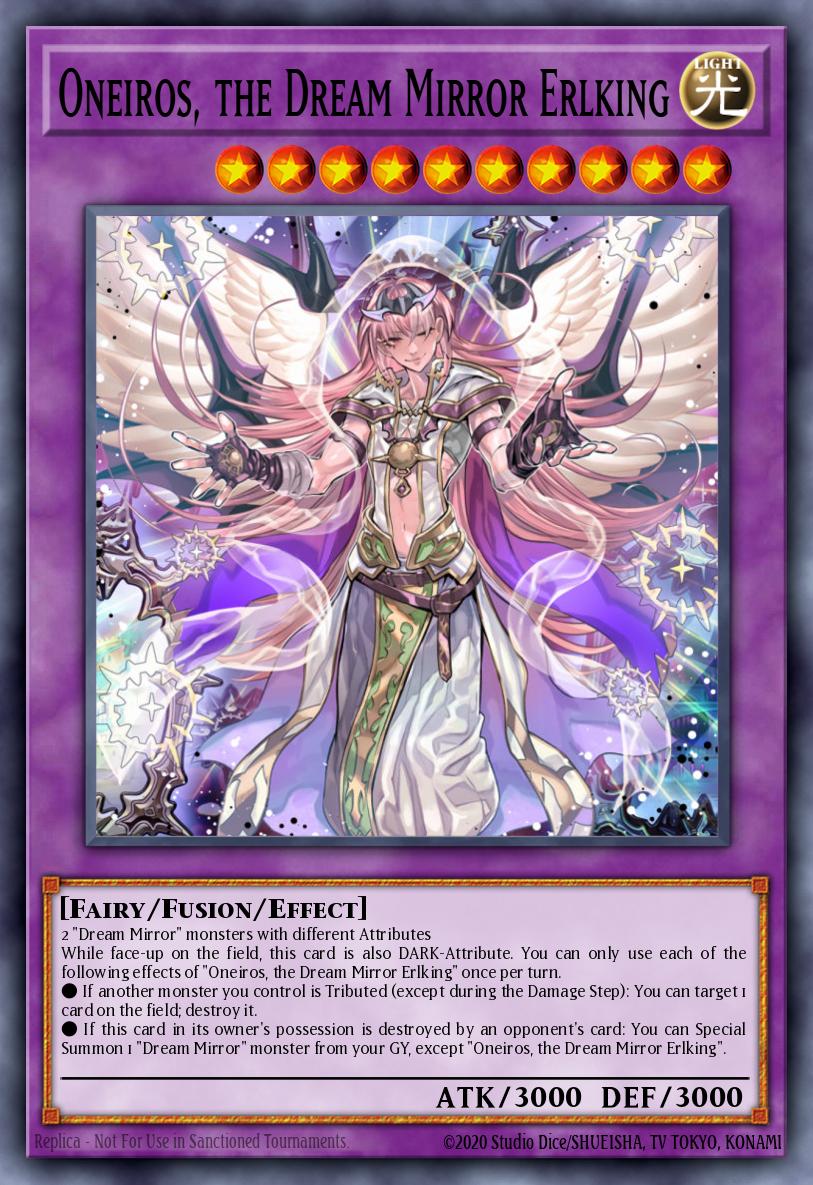 Oneiros, the Dream Mirror Erlking
LIGHT
光
[Fairy/Fusion/Effect]
2 "Dream Mirror" monsters with different Attributes
While face-up on the field, this card is also DARK-Attribute. You can only use each of the
following effects of "Oneiros, the Dream Mirror Erlking" once per turn.
● If another monster you control is Tributed (except during the Damage Step): You can target 1
card on the field; destroy it.
● If this card in its owner's possession is destroyed by an opponent's card: You can Special
Summon 1 "Dream Mirror" monster from your GY, except "Oneiros, the Dream Mirror Erlking".
ATK/3000 DEF/3000
Replica - Not For Use in Sanctioned Tournaments.
©2020 Studio Dice/SHUEISHA, TV TOKYO, KONAMI